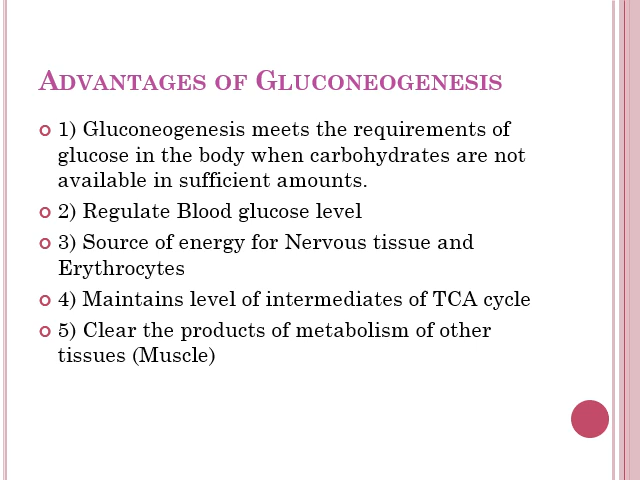 Advantages of Gluconeogenesis
1) Gluconeogenesis meets the requirements of
glucose in the body when carbohydrates are not
available in sufficient amounts.
2) Regulate Blood glucose level
3) Source of energy for Nervous tissue and
Erythrocytes
4) Maintains level of intermediates of TCA cycle
5) Clear the products of metabolism of other
tissues (Muscle)